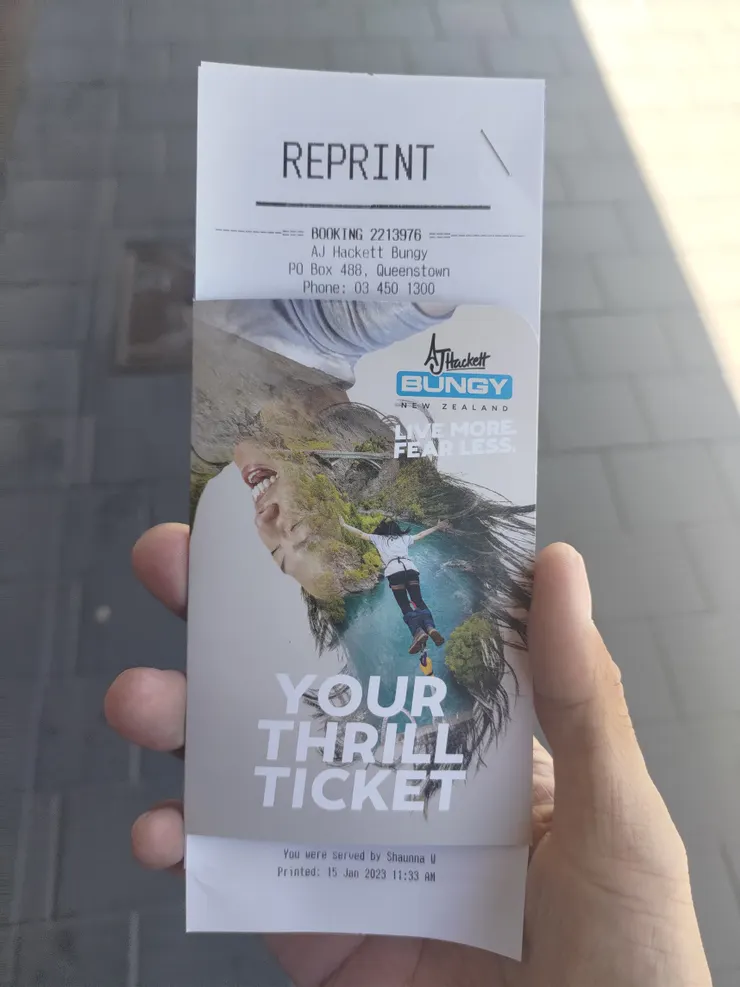 REPRINT
BOOKING 2213976
AJ Hackett Bungy
PO Box 488, Queenstown
Phone: 03 450 1300
AJ Hackett
BUNGY
NEW ZEALAND
LIVE MORE.
FEAR LESS.
YOUR
THRILL
TICKET
You were served by Shaunna W
Printed: 15 Jan 2023 11:33 AM